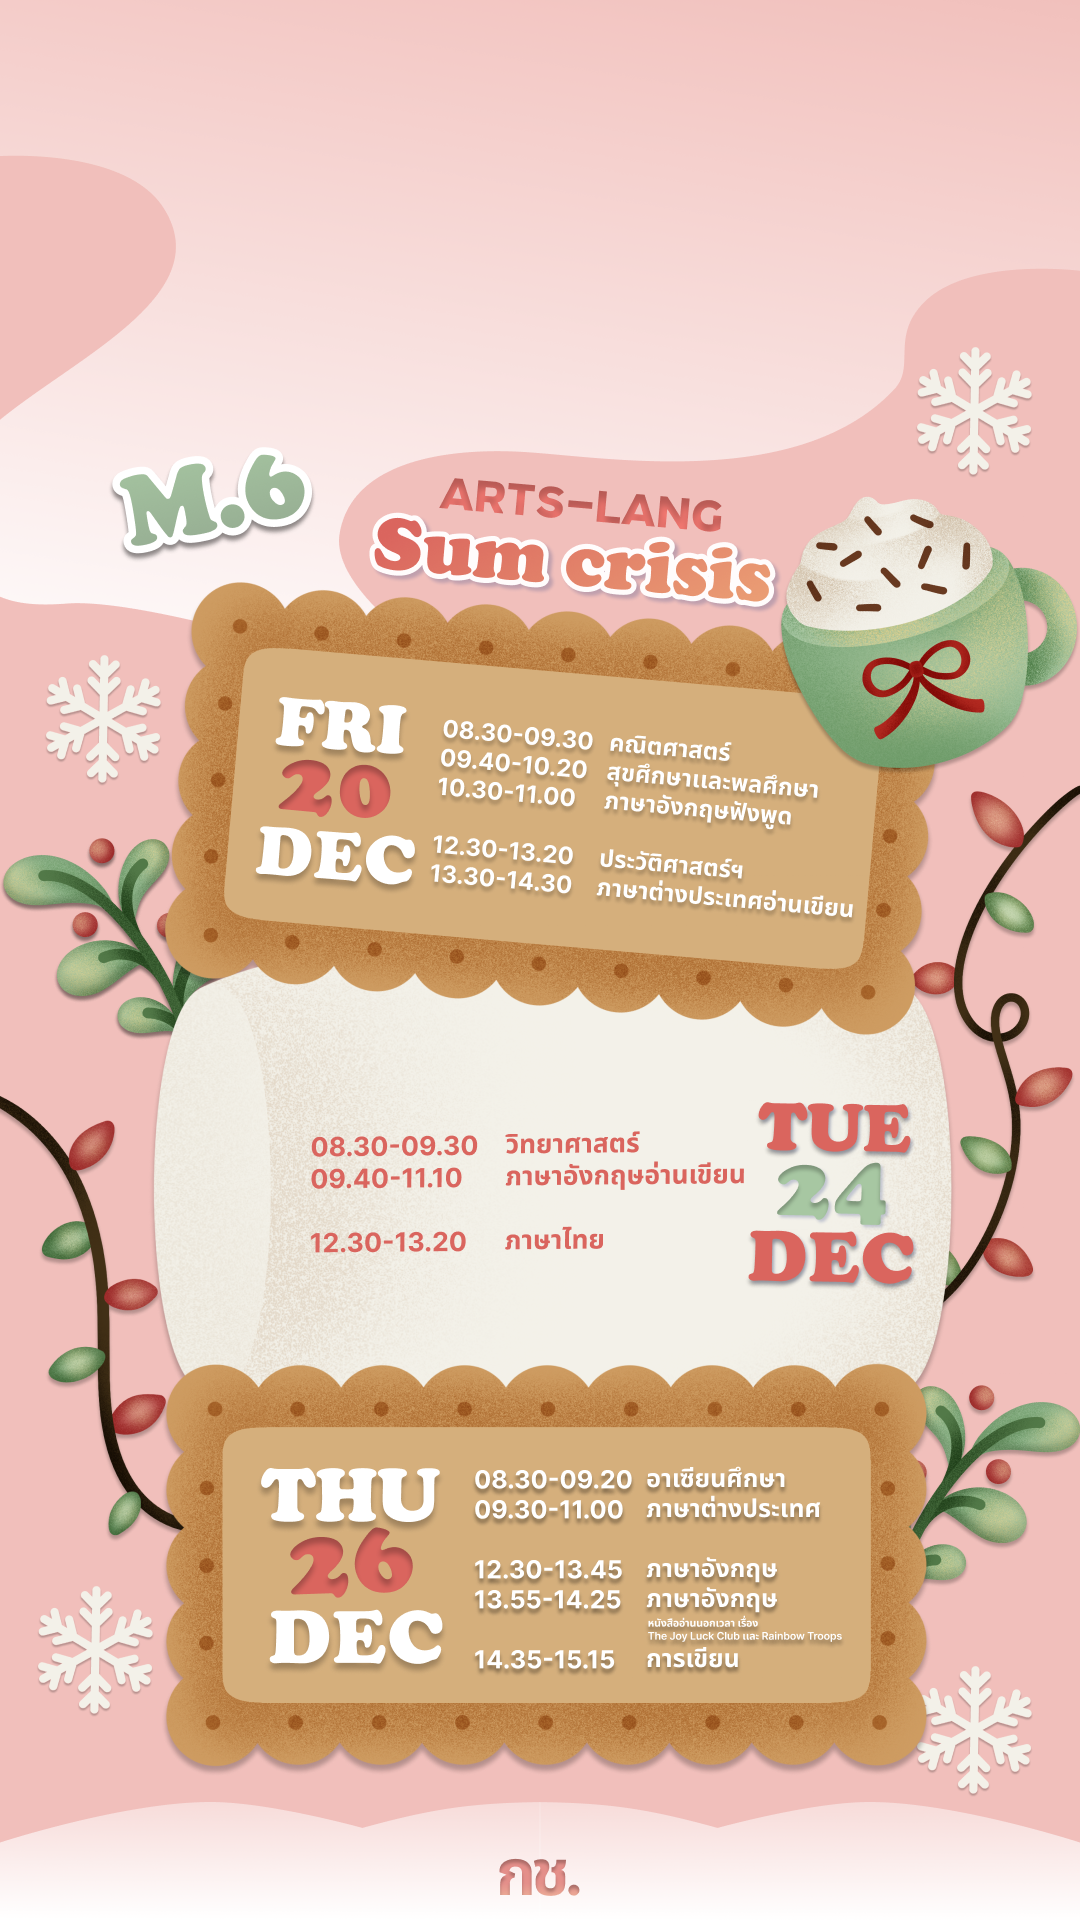 M.6
ARTS-LANG
Sum crisis
FRI
20
DEC
08.30-09.30 คณิตศาสตร์
09.40-10.20 สุขศึกษาและพลศึกษา
10.30-11.00 ภาษาอังกฤษฟังพูด
12.30-13.20 ประวัติศาสตร์ฯ
13.30-14.30 ภาษาต่างประเทศอ่านเขียน
08.30-09.30 วิทยาศาสตร์
09.40-11.10 ภาษาอังกฤษอ่านเขียน
12.30-13.20 ภาษาไทย
TUE
24
DEC
THU
26
DEC
08.30-09.20 อาเซียนศึกษา
09.30-11.00 ภาษาต่างประเทศ
12.30-13.45 ภาษาอังกฤษ
13.55-14.25 ภาษาอังกฤษ
หนังสืออ่านนอกเวลา เรื่อง
The Joy Luck Club และ Rainbow Troops
14.35-15.15 การเขียน
กช.